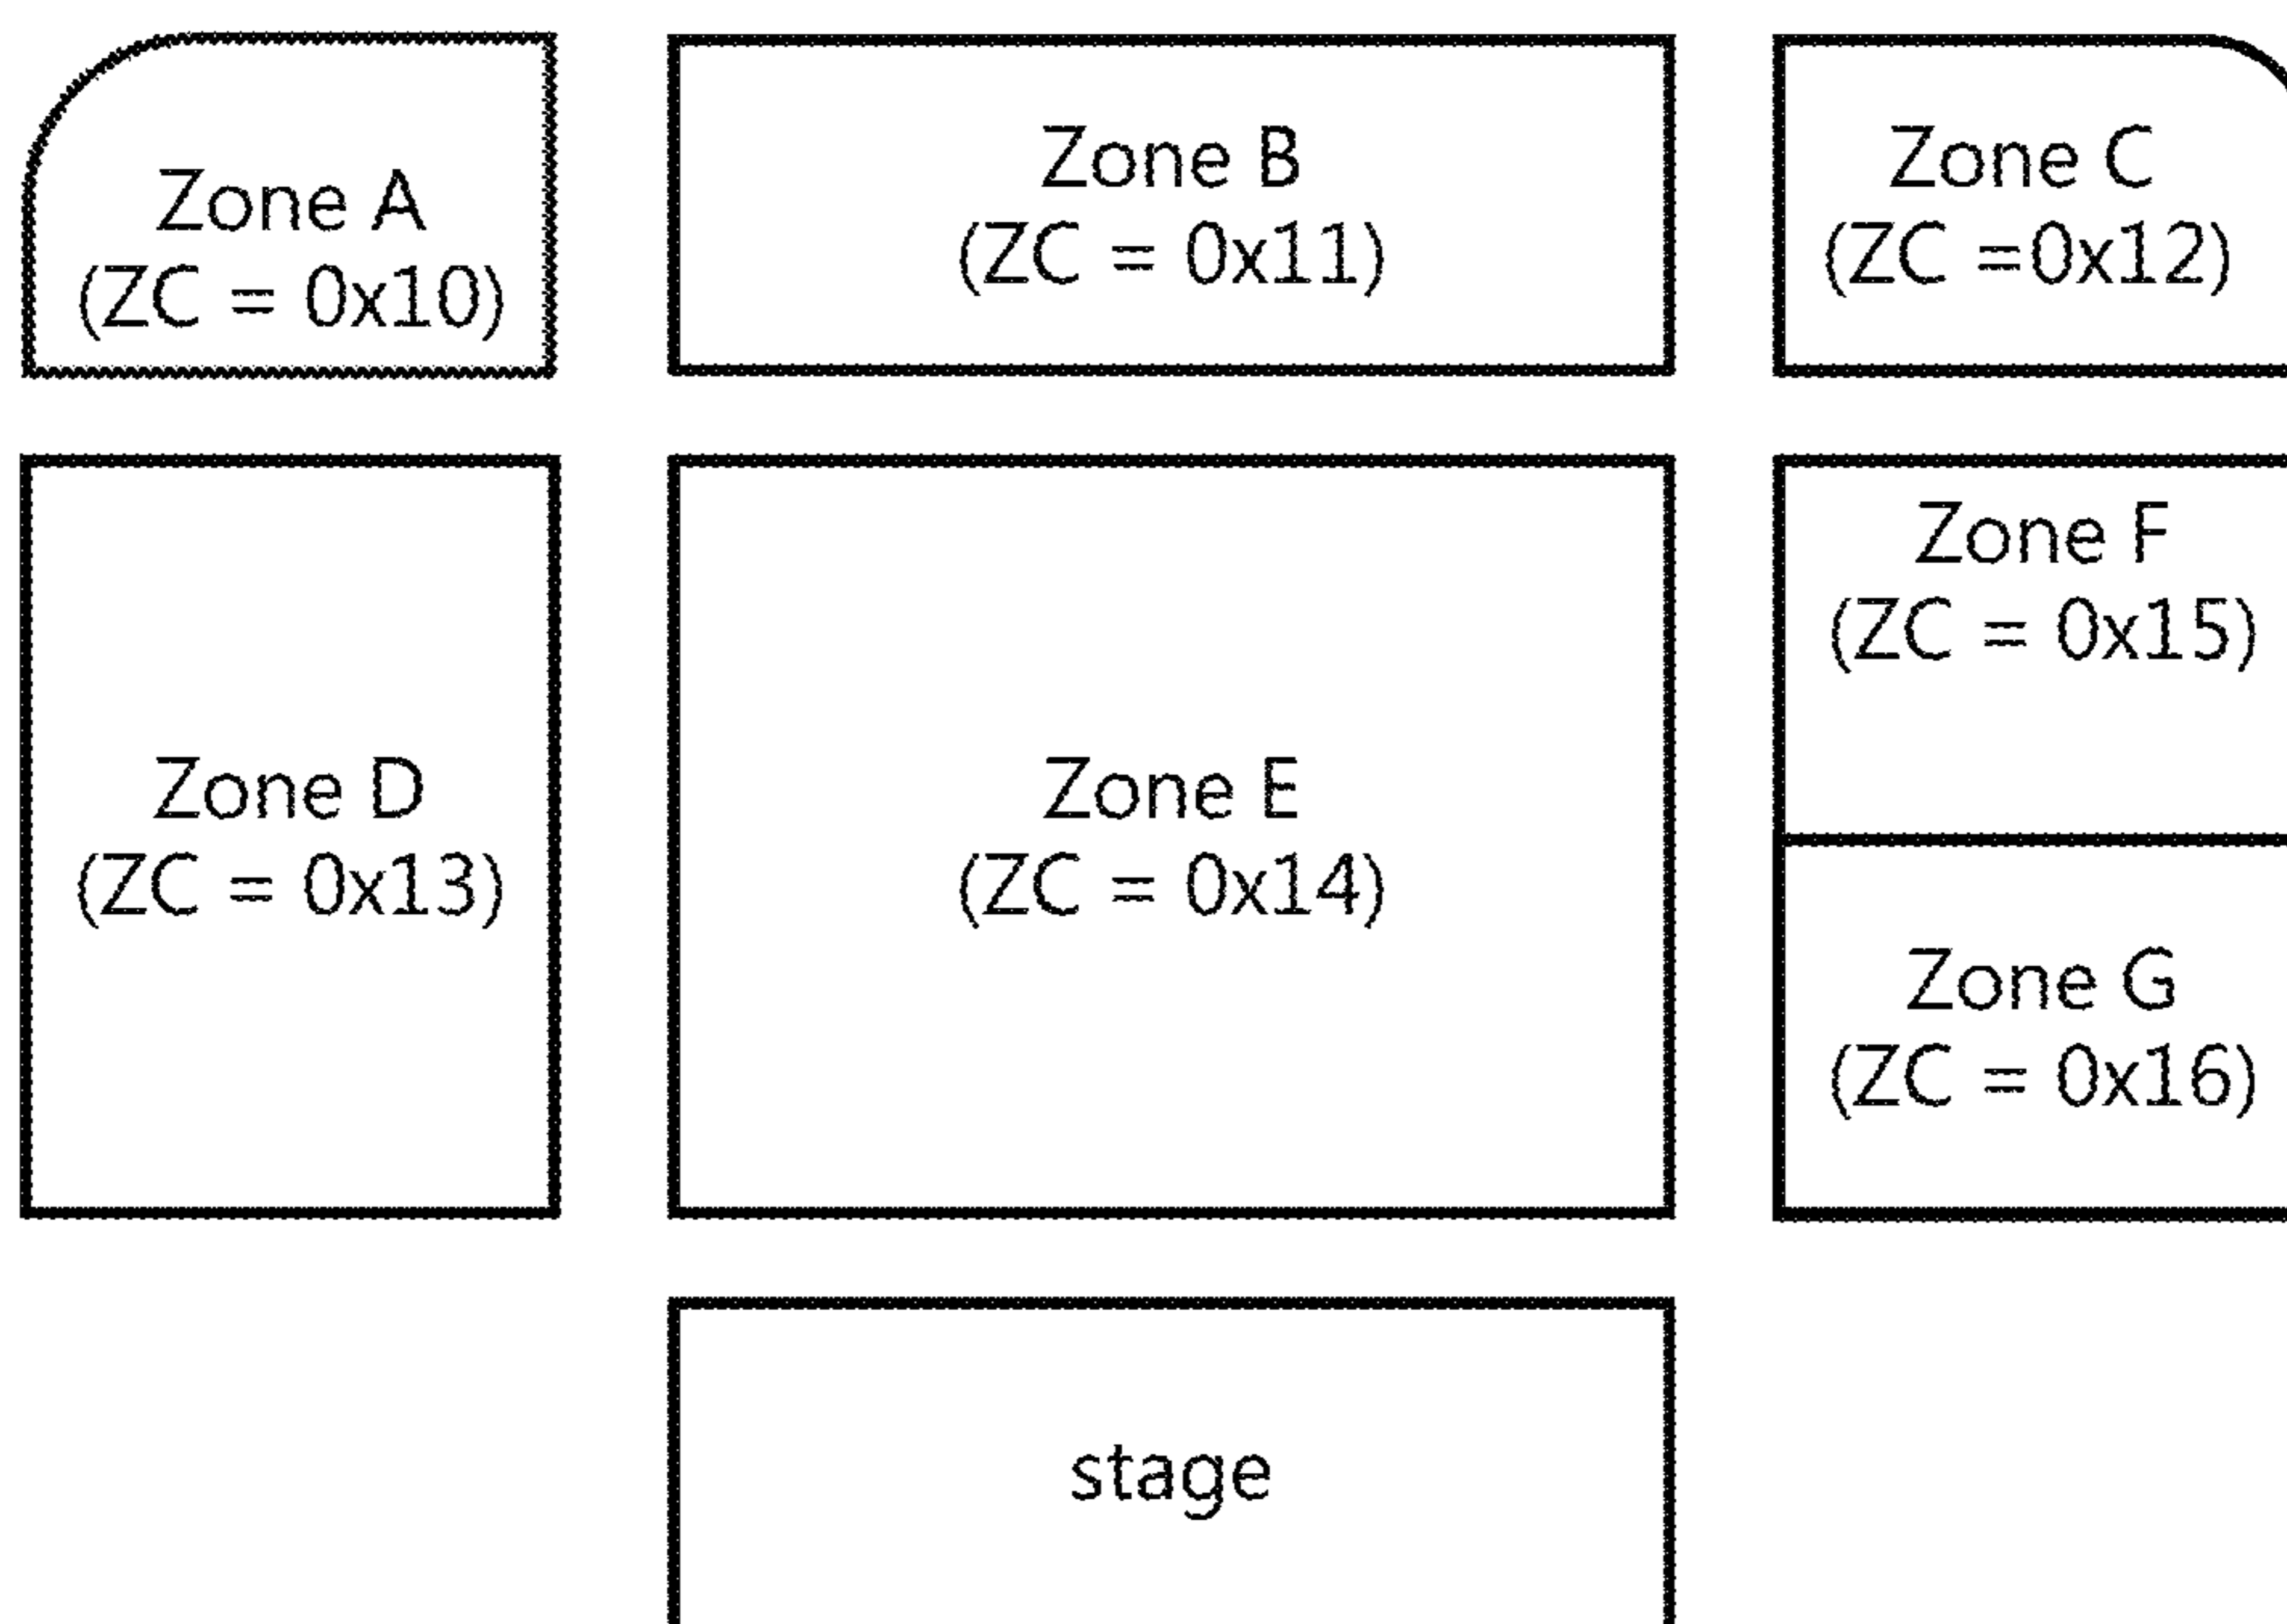 Zone A
(ZC = 0x10)
Zone B
(ZC = 0x11)
Zone C
(ZC =0x12)
Zone D
(ZC = 0x13)
Zone E
(ZC = 0x14)
Zone F
(ZC = 0x15)
Zone G
(ZC = 0x16)
stage